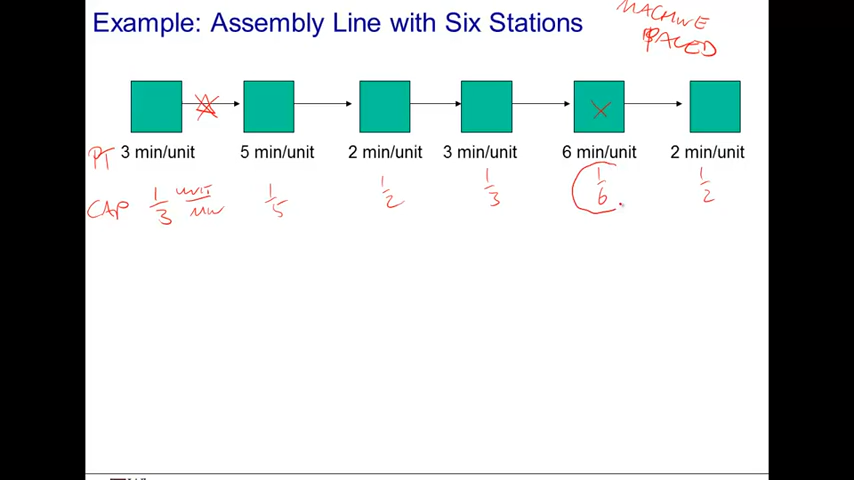 Example: Assembly Line with Six Stations
MACHINE
PACED
PT 3 min/unit 5 min/unit 2 min/unit 3 min/unit 6 min/unit 2 min/unit
CAP 1/3 unit/min 1/5 1/2 1/3 1/6 1/2